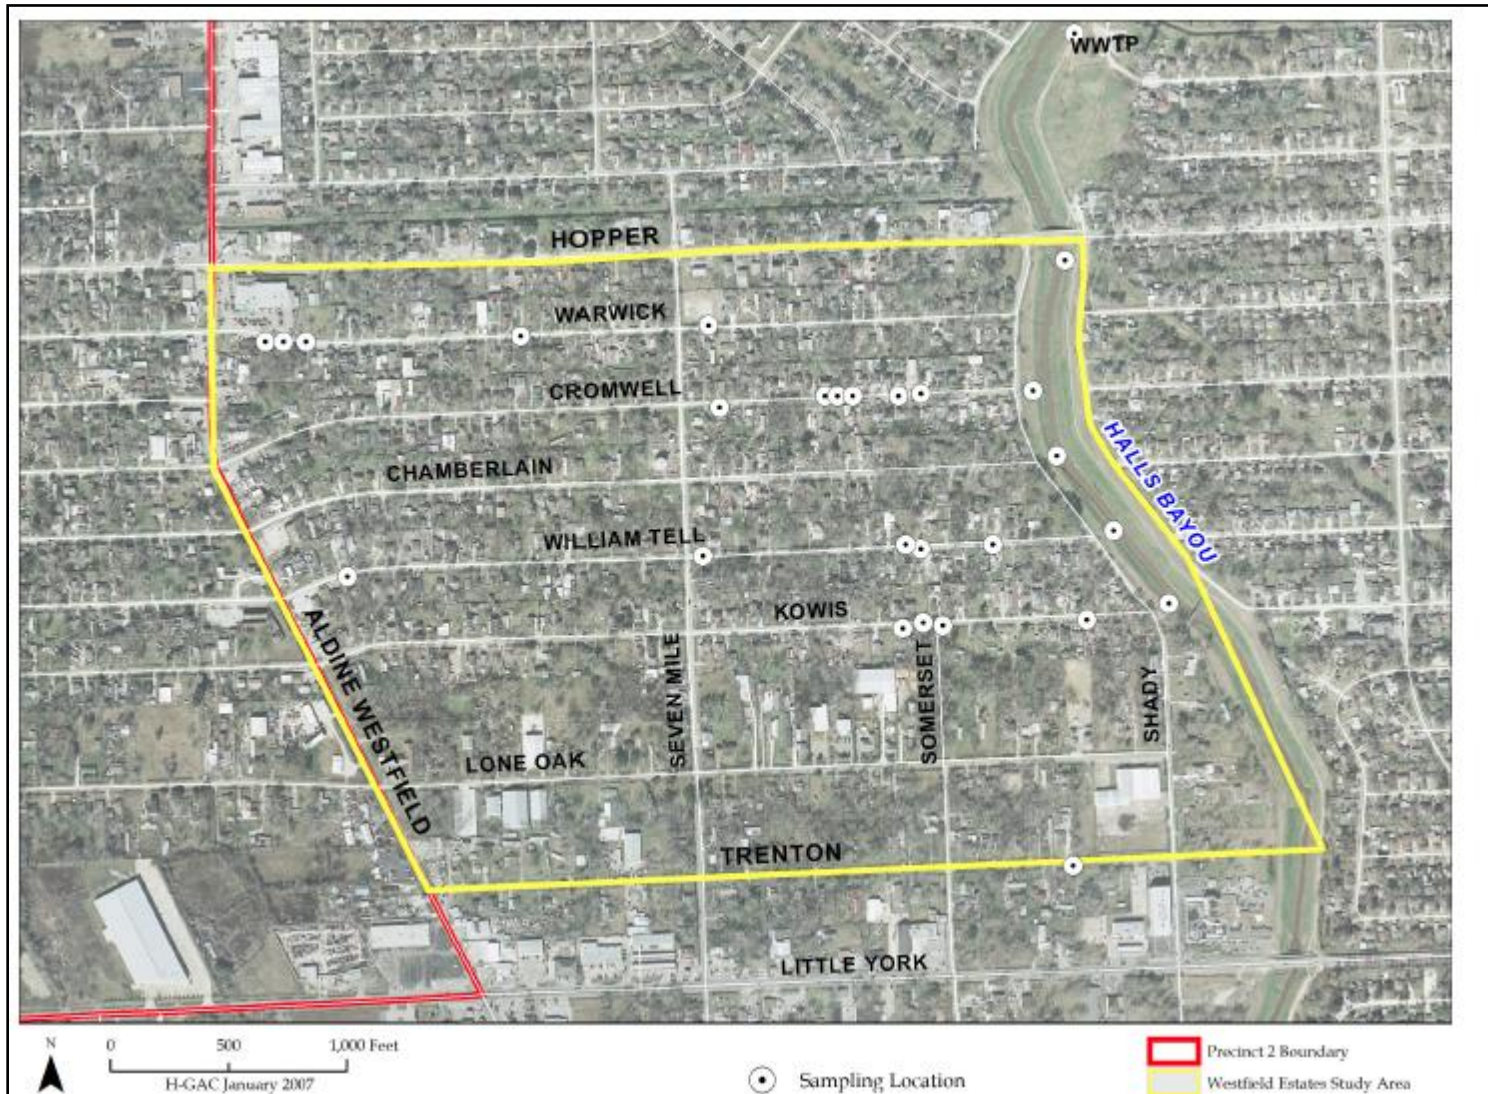 WWTP
HOPPER
WARWICK
CROMWELL
HALLS BAYOU
CHAMBERLAIN
WILLIAM TELL
KOWIS
ALDINE WESTFIELD
SEVEN MILE
SOMERSET
SHADY
LONE OAK
TRENTON
LITTLE YORK
N
0 500 1,000 Feet
H-GAC January 2007
Sampling Location
Precinct 2 Boundary
Westfield Estates Study Area